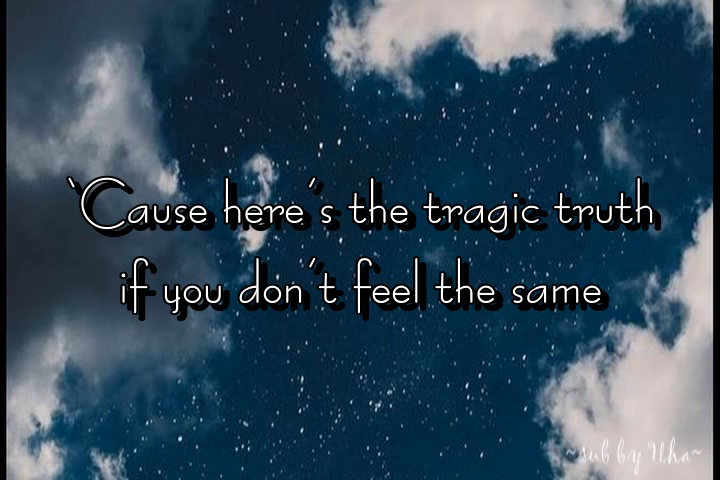 'Cause here's the tragic truth
if you don't feel the same
~sub by Uha~